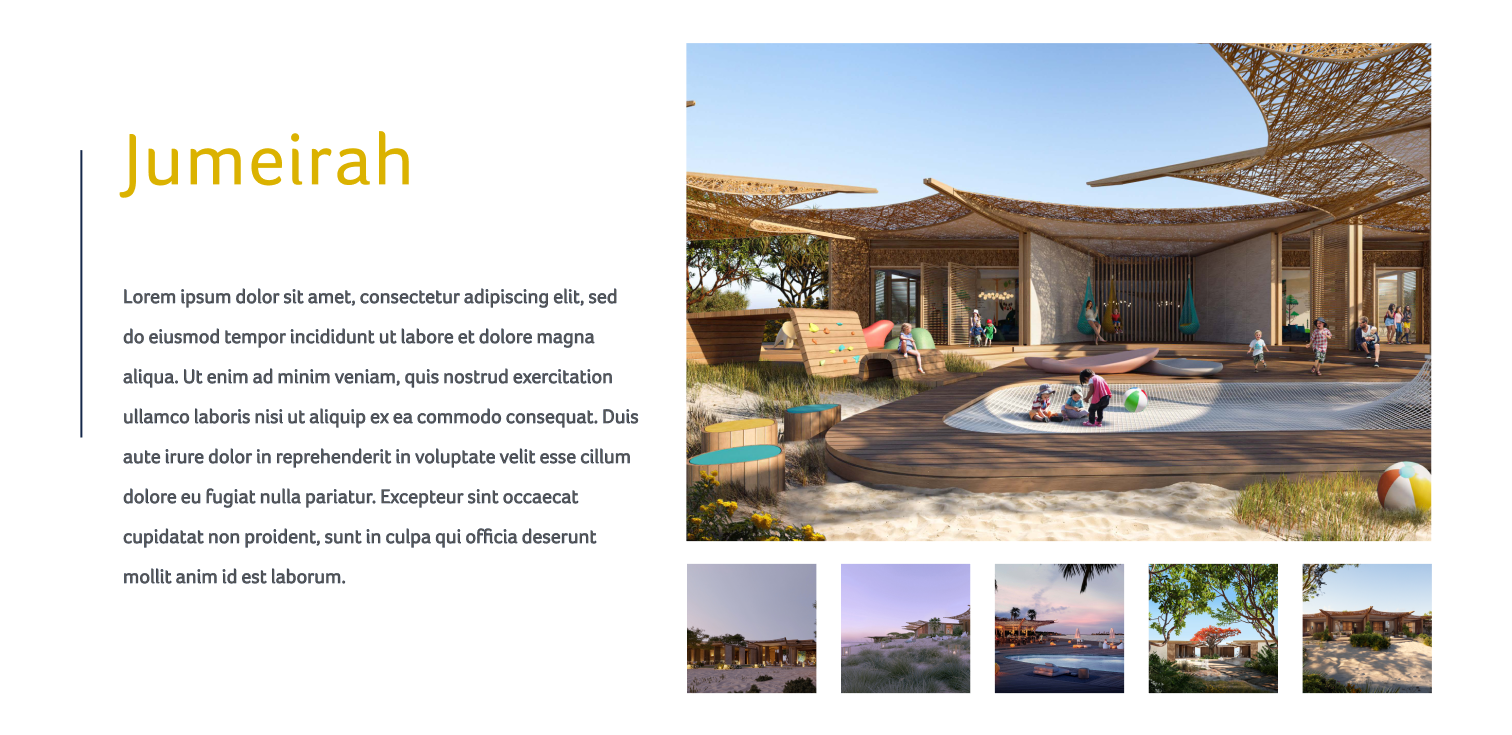 Jumeirah
Lorem ipsum dolor sit amet, consectetur adipiscing elit, sed
do eiusmod tempor incididunt ut labore et dolore magna
aliqua. Ut enim ad minim veniam, quis nostrud exercitation
ullamco laboris nisi ut aliquip ex ea commodo consequat. Duis
aute irure dolor in reprehenderit in voluptate velit esse cillum
dolore eu fugiat nulla pariatur. Excepteur sint occaecat
cupidatat non proident, sunt in culpa qui officia deserunt
mollit anim id est laborum.